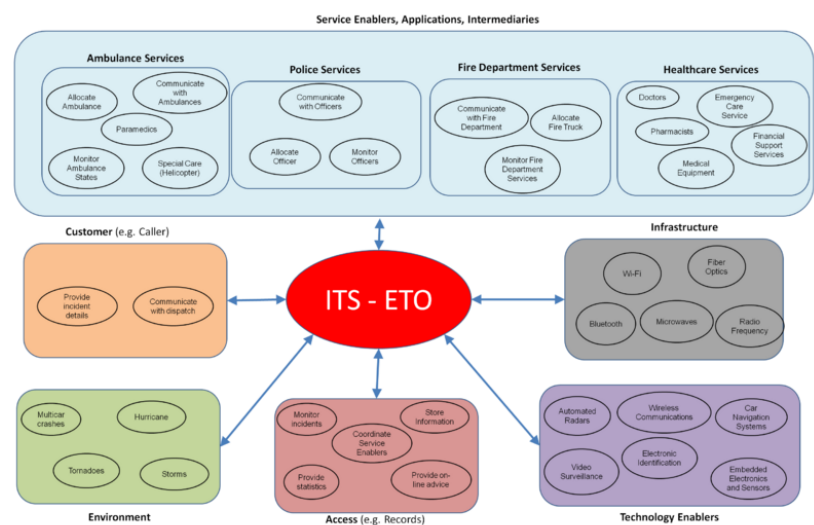 Service Enablers, Applications, Intermediaries
Ambulance Services
Allocate
Ambulance
Communicate
with
Ambulances
Paramedics
Monitor
Ambulance
States
Special Care
(Helicopter)
Police Services
Communicate
with Officers
Allocate
Officer
Monitor
Officers
Fire Department Services
Communicate
with Fire
Department
Allocate
Fire Truck
Monitor Fire
Department
Services
Healthcare Services
Doctors
Emergency
Care
Service
Pharmacists
Financial
Support
Services
Medical
Equipment
Customer (e.g. Caller)
Provide
incident
details
Communicate
with dispatch
ITS - ETO
Infrastructure
Wi-Fi
Fiber
Optics
Bluetooth
Microwaves
Radio
Frequency
Multicar
crashes
Hurricane
Tornadoes
Storms
Environment
Monitor
incidents
Store
Information
Coordinate
Service
Enablers
Provide
statistics
Provide on-
line advice
Access (e.g. Records)
Automated
Radars
Wireless
Communications
Car
Navigation
Systems
Video
Surveillance
Electronic
Identification
Embedded
Electronics
and Sensors
Technology Enablers